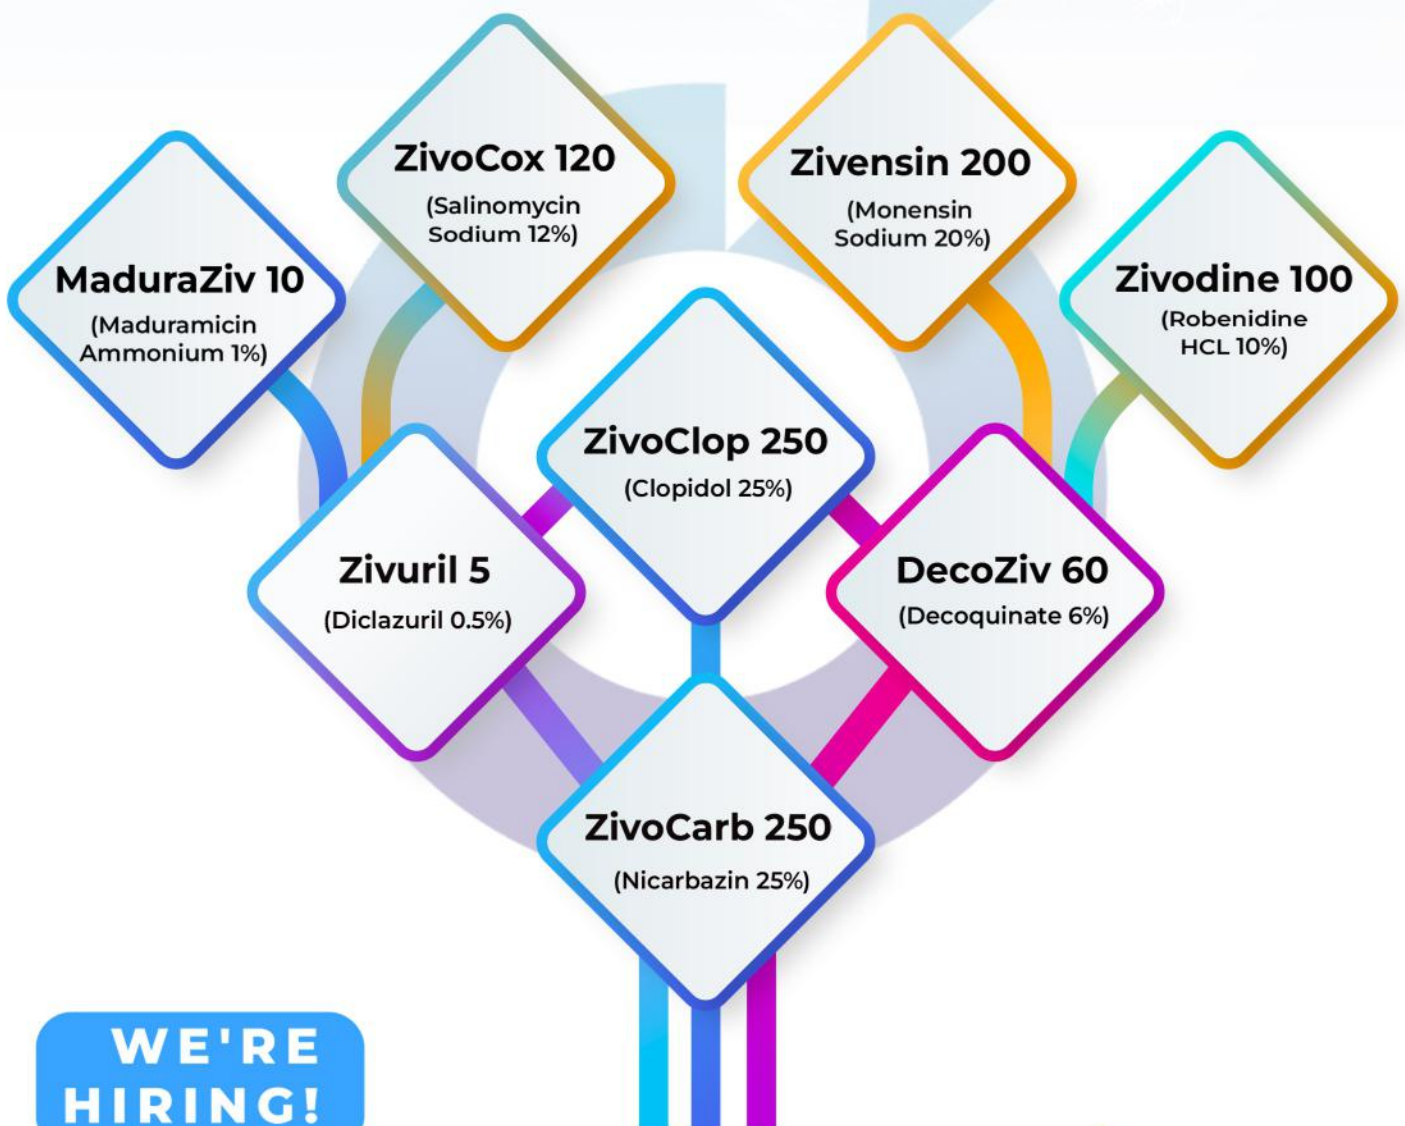 ZivoCox 120
(Salinomycin
Sodium 12%)
Zivensin 200
(Monensin
Sodium 20%)
MaduraZiv 10
(Maduramicin
Ammonium 1%)
Zivodine 100
(Robenidine
HCL 10%)
ZivoClop 250
(Clopidol 25%)
Zivuril 5
(Diclazuril 0.5%)
DecoZiv 60
(Decoquinate 6%)
ZivoCarb 250
(Nicarbazin 25%)
WE'RE
HIRING!